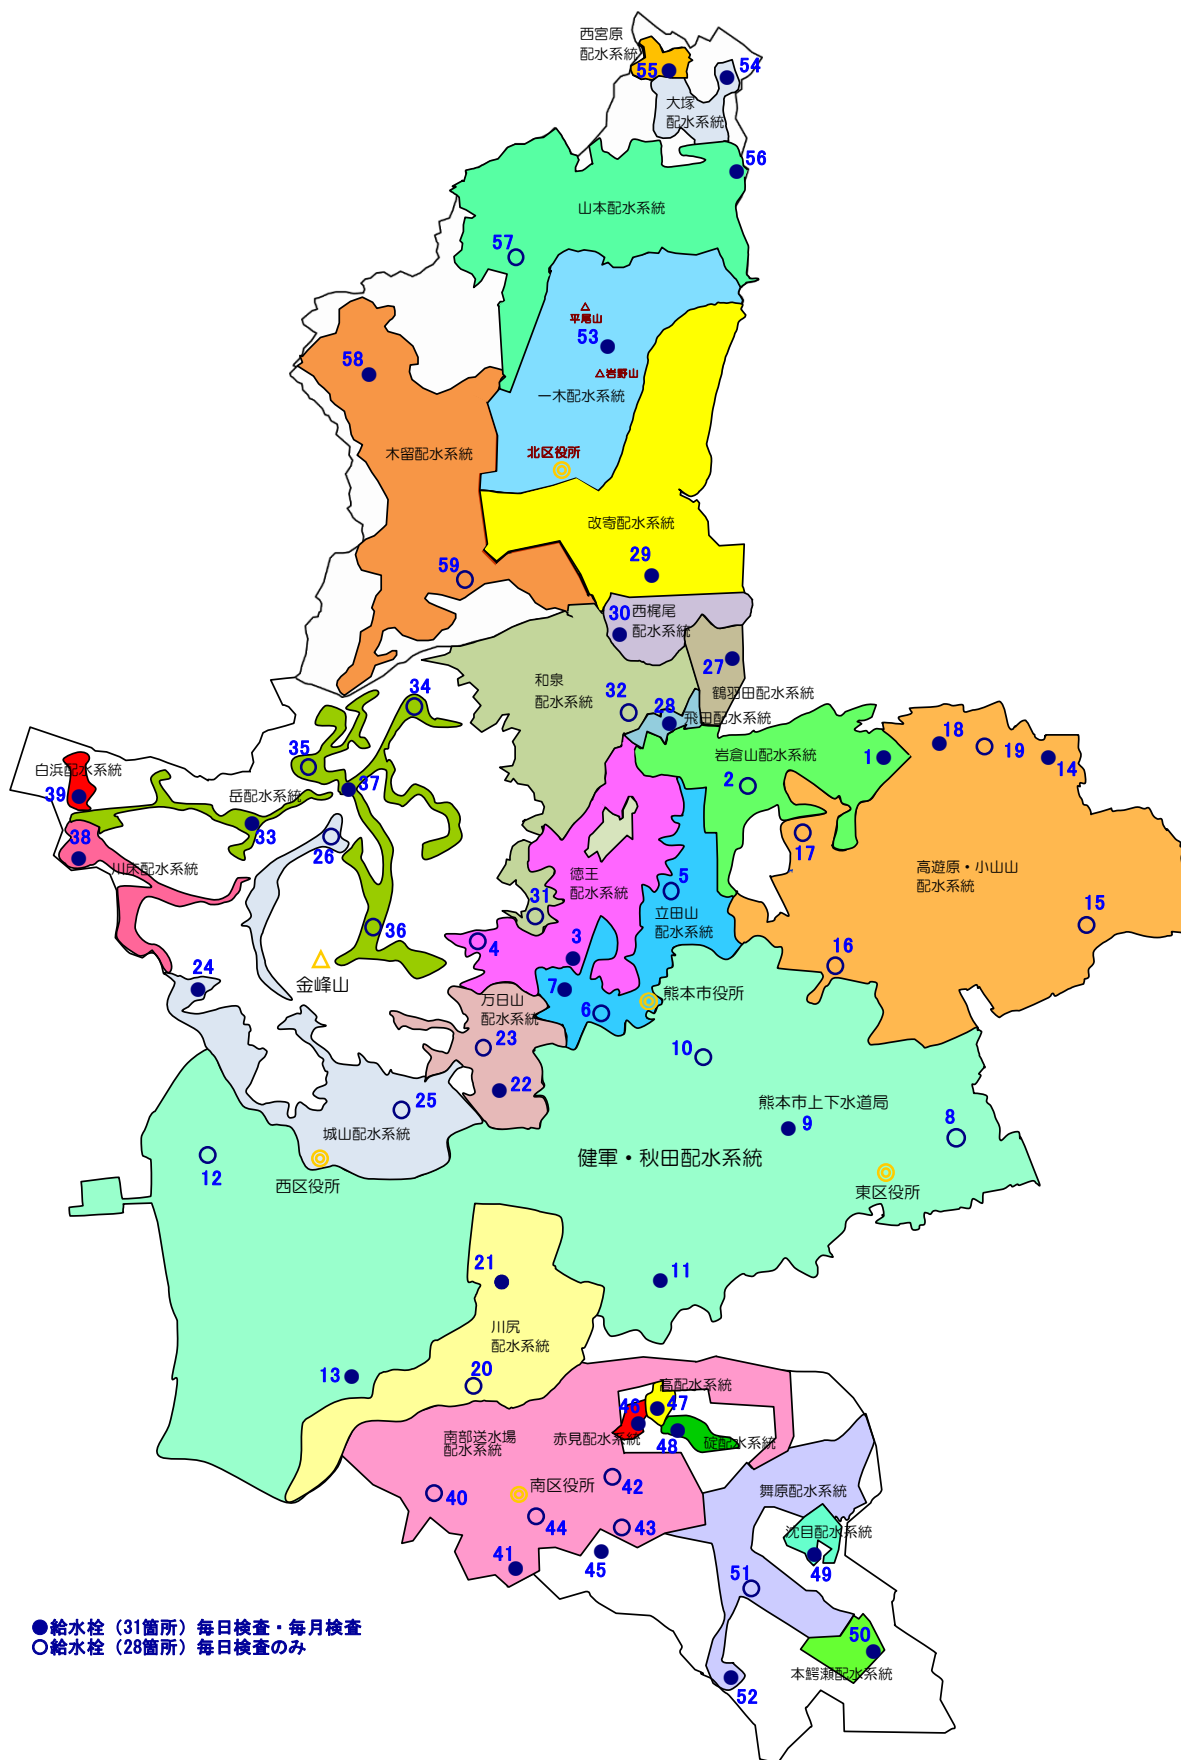 西宮原
配水系統
55
54
大塚
配水系統
56
山本配水系統
57
平尾山
53
岩野山
58
一木配水系統
木留配水系統
北区役所
改寄配水系統
29
59
30
西梶尾
配水系統
27
和泉
配水系統
34
32
28
鶴羽田配水系統
飛田配水系統
35
18
19
14
岩倉山配水系統
1
白浜配水系統
37
2
39
岳配水系統
33
38
26
17
川床配水系統
高遊原・小山山
配水系統
徳王
配水系統
5
31
立田山
配水系統
15
36
4
3
16
24
金峰山
7
万日山
配水系統
熊本市役所
6
23
10
22
25
熊本市上下水道局
9
8
城山配水系統
健軍・秋田配水系統
12
西区役所
東区役所
21
11
川尻
配水系統
13
20
高配水系統
46
47
南部送水場
配水系統
赤見配水系統
48
碇配水系統
42
南区役所
舞原配水系統
40
44
43
沈目配水系統
41
45
49
51
●給水栓（31箇所）毎日検査・毎月検査
○給水栓（28箇所）毎日検査のみ
50
本鰐瀬配水系統
52